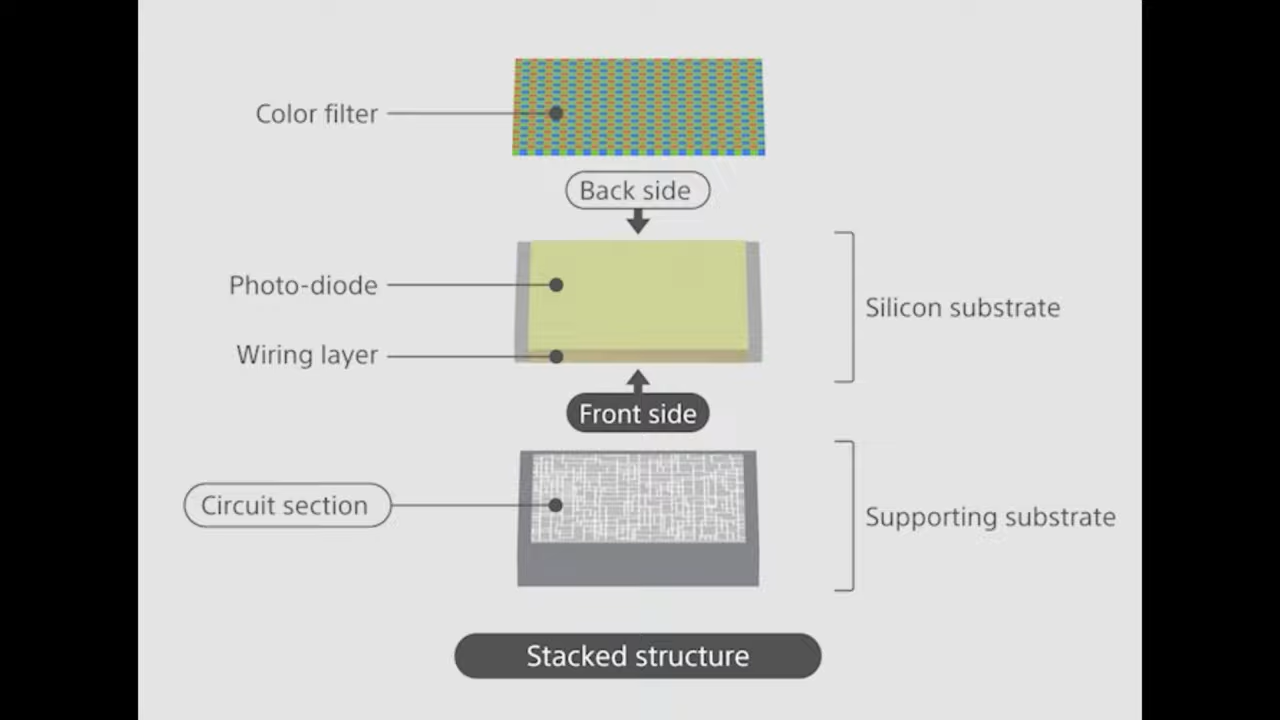 Color filter
Back side
Photo-diode
Silicon substrate
Wiring layer
Front side
Circuit section
Supporting substrate
Stacked structure